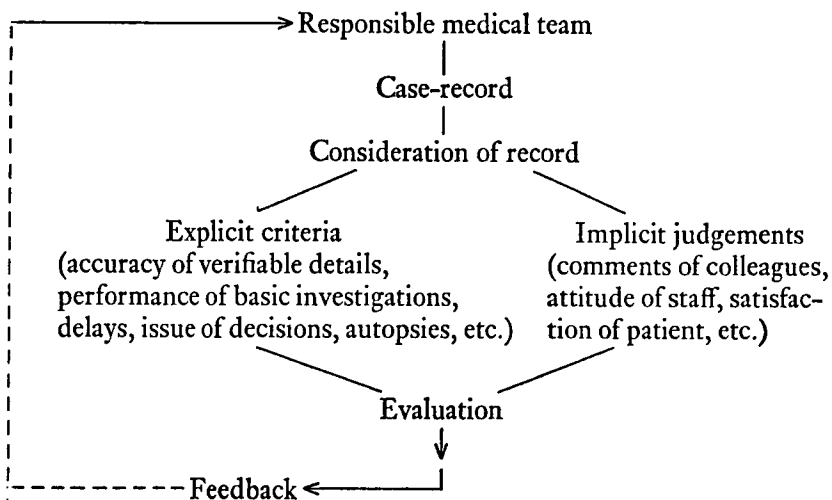 Responsible medical team
Case-record
Consideration of record
Explicit criteria
(accuracy of verifiable details,
performance of basic investigations,
delays, issue of decisions, autopsies, etc.)
Implicit judgements
(comments of colleagues,
attitude of staff, satisfac-
tion of patient, etc.)
Evaluation
Feedback